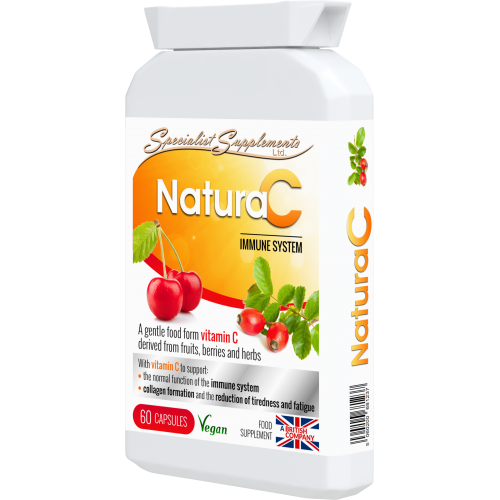 Specialist Supplements
Ltd.
NaturaC
IMMUNE SYSTEM
A gentle food form vitamin C
derived from fruits, berries and herbs
With vitamin C to support:
• the normal function of the immune system
• collagen formation and the reduction of tiredness and fatigue
60 CAPSULES
Vegan
FOOD
SUPPLEMENT
A BRITISH
COMPANY
NaturaC